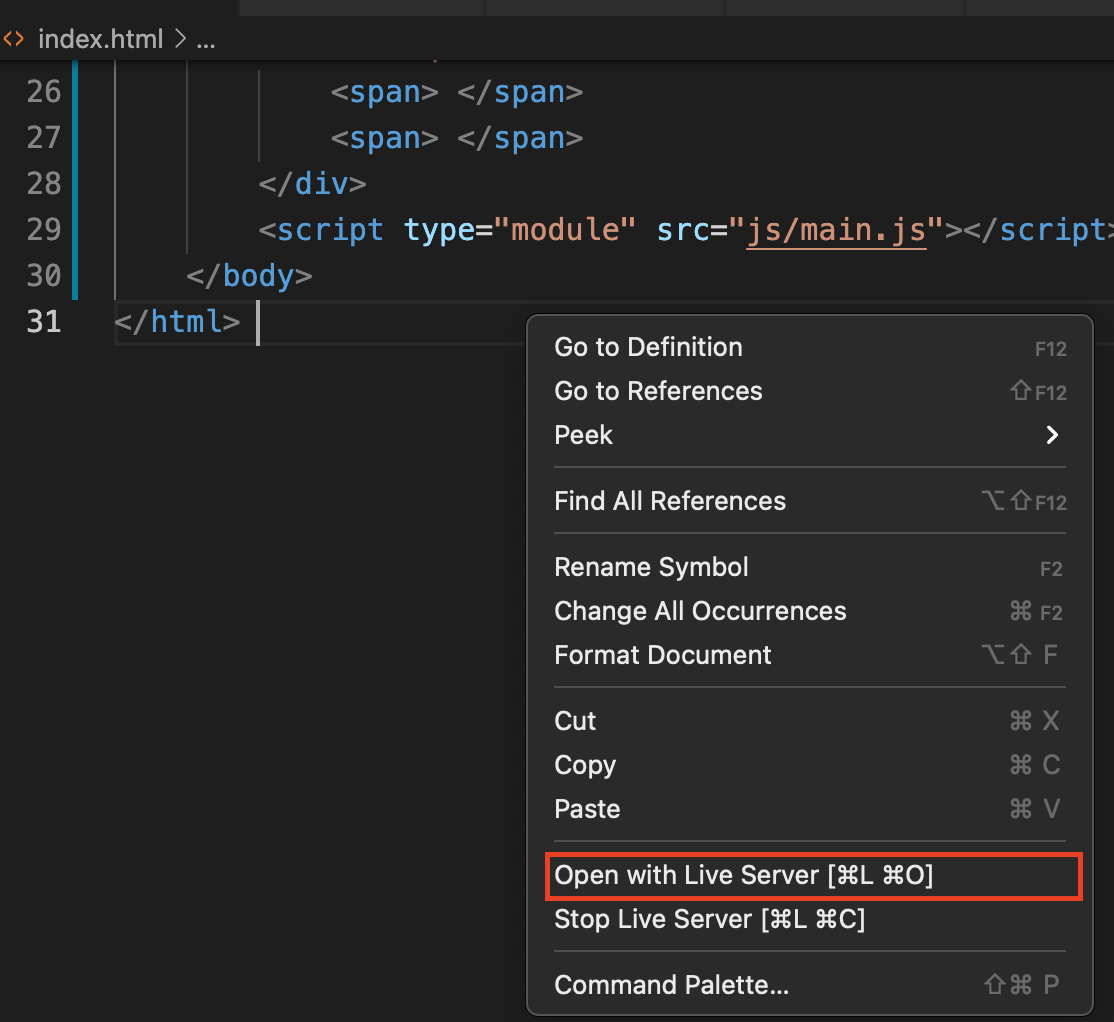 <> index.html > ...
26 <span> </span>
27 <span> </span>
28 </div>
29 <script type="module" src="js/main.js"></script>
30 </body>
31 </html>
Go to Definition F12
Go to References ⇧F12
Peek >
Find All References ⌥⇧F12
Rename Symbol F2
Change All Occurrences ⌘ F2
Format Document ⌥⇧ F
Cut ⌘ X
Copy ⌘ C
Paste ⌘ V
Open with Live Server [⌘L ⌘O]
Stop Live Server [⌘L ⌘C]
Command Palette... ⇧⌘ P